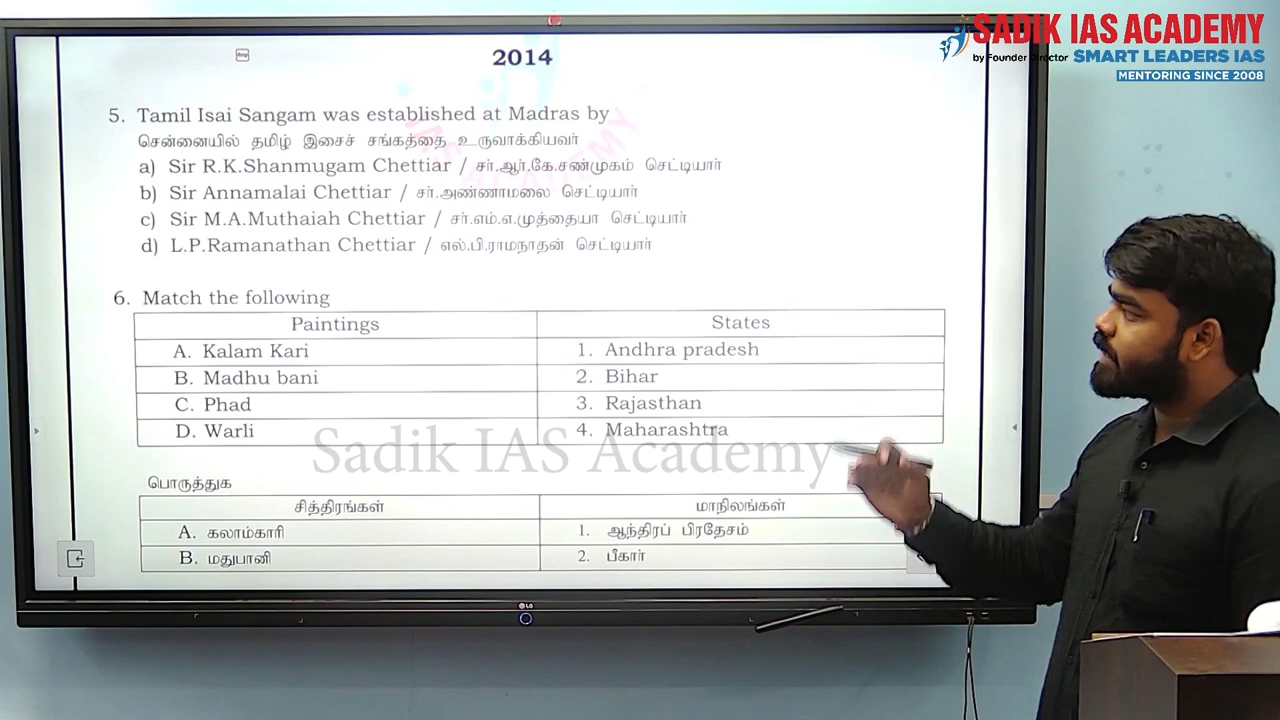 SADIK IAS ACADEMY
by Founder Director SMART LEADERS IAS
MENTORING SINCE 2008
2014
5. Tamil Isai Sangam was established at Madras by
சென்னையில் தமிழ் இசைச் சங்கத்தை உருவாக்கியவர்
a) Sir R.K.Shanmugam Chettiar / சர்.ஆர்.கே.சண்முகம் செட்டியார்
b) Sir Annamalai Chettiar / சர்.அண்ணாமலை செட்டியார்
c) Sir M.A.Muthaiah Chettiar / சர்.எம்.எ.முத்தையா செட்டியார்
d) L.P.Ramanathan Chettiar / எல்.பி.ராமநாதன் செட்டியார்
6. Match the following
Paintings States
A. Kalam Kari 1. Andhra pradesh
B. Madhu bani 2. Bihar
C. Phad 3. Rajasthan
D. Warli 4. Maharashtra
Sadik IAS Academy
பொருத்துக
சித்திரங்கள் மாநிலங்கள்
A. கலாம்காரி 1. ஆந்திரப் பிரதேசம்
B. மதுபானி 2. பீகார்
LG